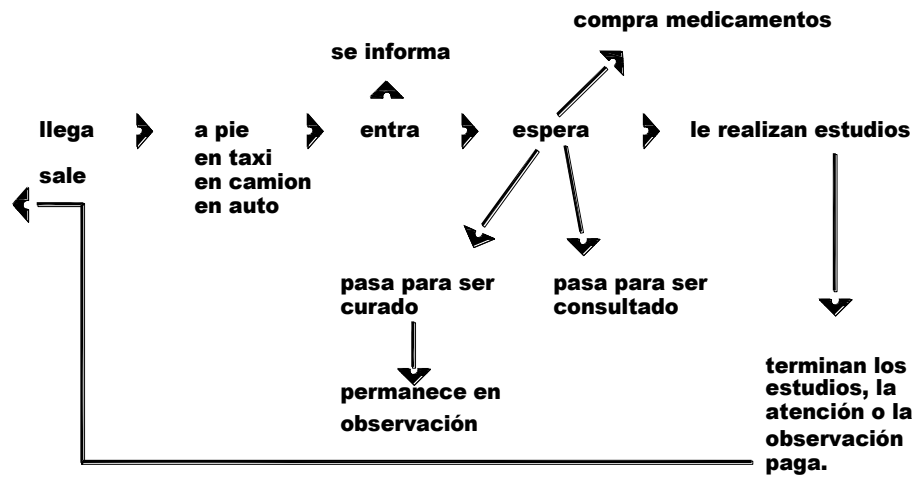 compra medicamentos
se informa
llega
a pie
entra
espera
le realizan estudios
en taxi
sale
en camion
en auto
pasa para ser
curado
pasa para ser
consultado
permanece en
observación
terminan los
estudios, la
atención o la
observación
paga.